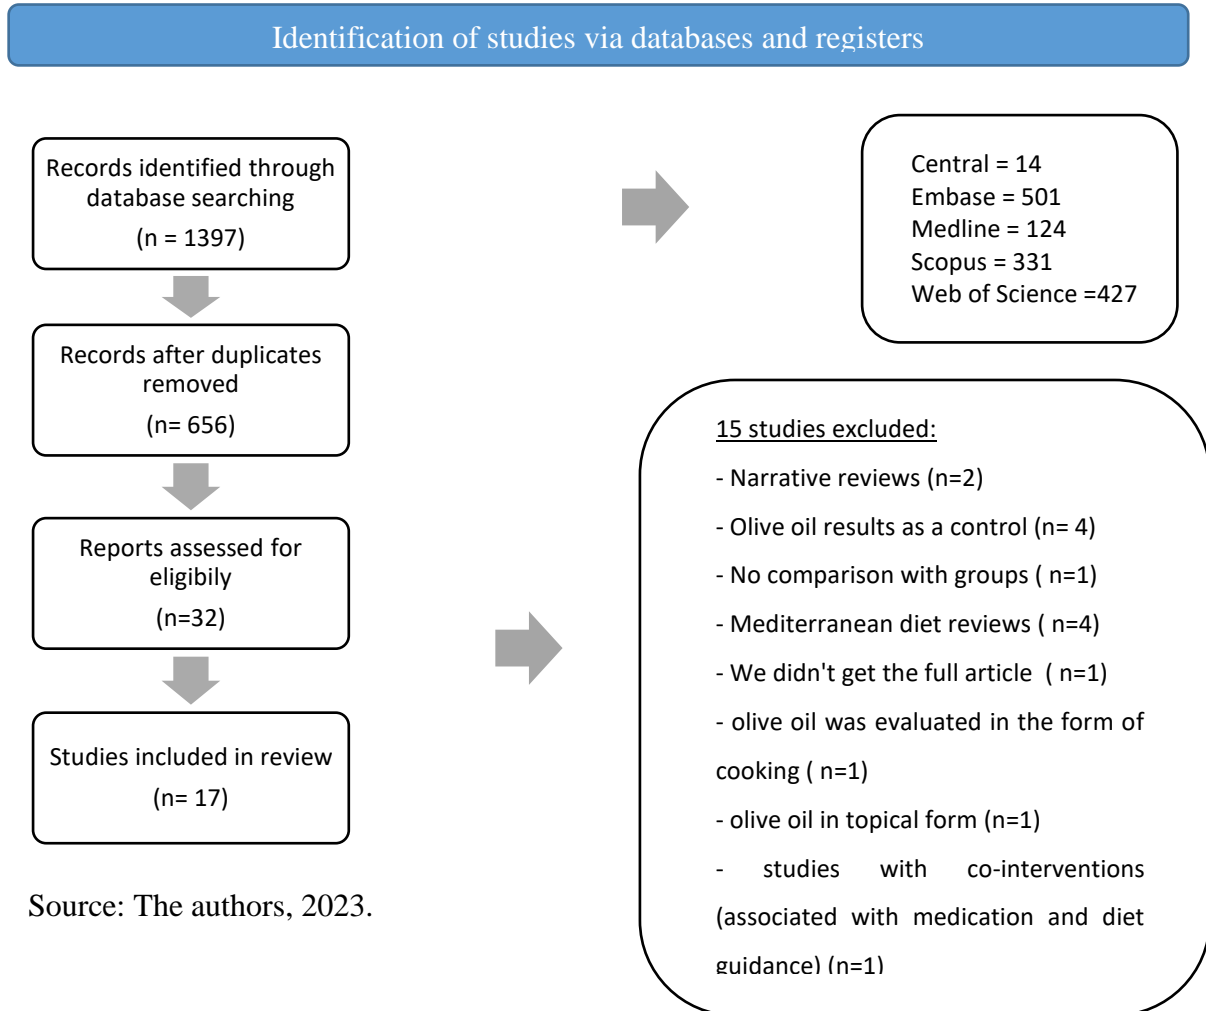 Identification of studies via databases and registers
Records identified through
database searching
(n = 1397)
Central = 14
Embase = 501
Medline = 124
Scopus = 331
Web of Science =427
Records after duplicates
removed
(n= 656)
Reports assessed for
eligibily
(n=32)
Studies included in review
(n= 17)
15 studies excluded:
- Narrative reviews (n=2)
- Olive oil results as a control (n= 4)
- No comparison with groups ( n=1)
- Mediterranean diet reviews ( n=4)
- We didn't get the full article ( n=1)
- olive oil was evaluated in the form of
cooking ( n=1)
- olive oil in topical form (n=1)
- studies with co-interventions
(associated with medication and diet
guidance) (n=1)
Source: The authors, 2023.